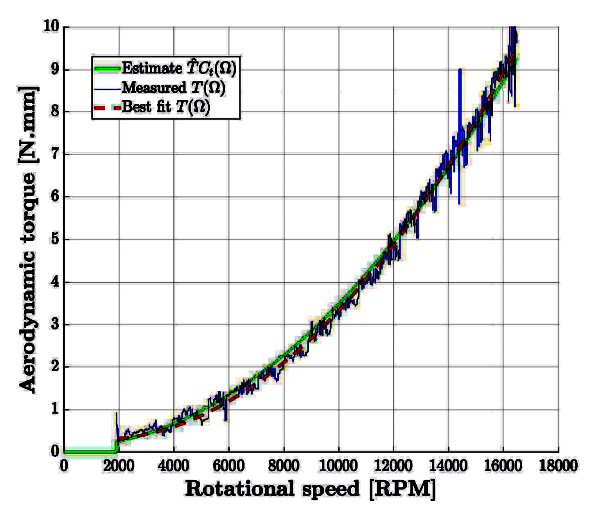 10
9
8
7
6
5
4
3
2
1
0
Estimate T̂C_t(Ω)
Measured T(Ω)
Best fit T(Ω)
Aerodynamic torque [N.mm]
0 2000 4000 6000 8000 10000 12000 14000 16000 18000
Rotational speed [RPM]